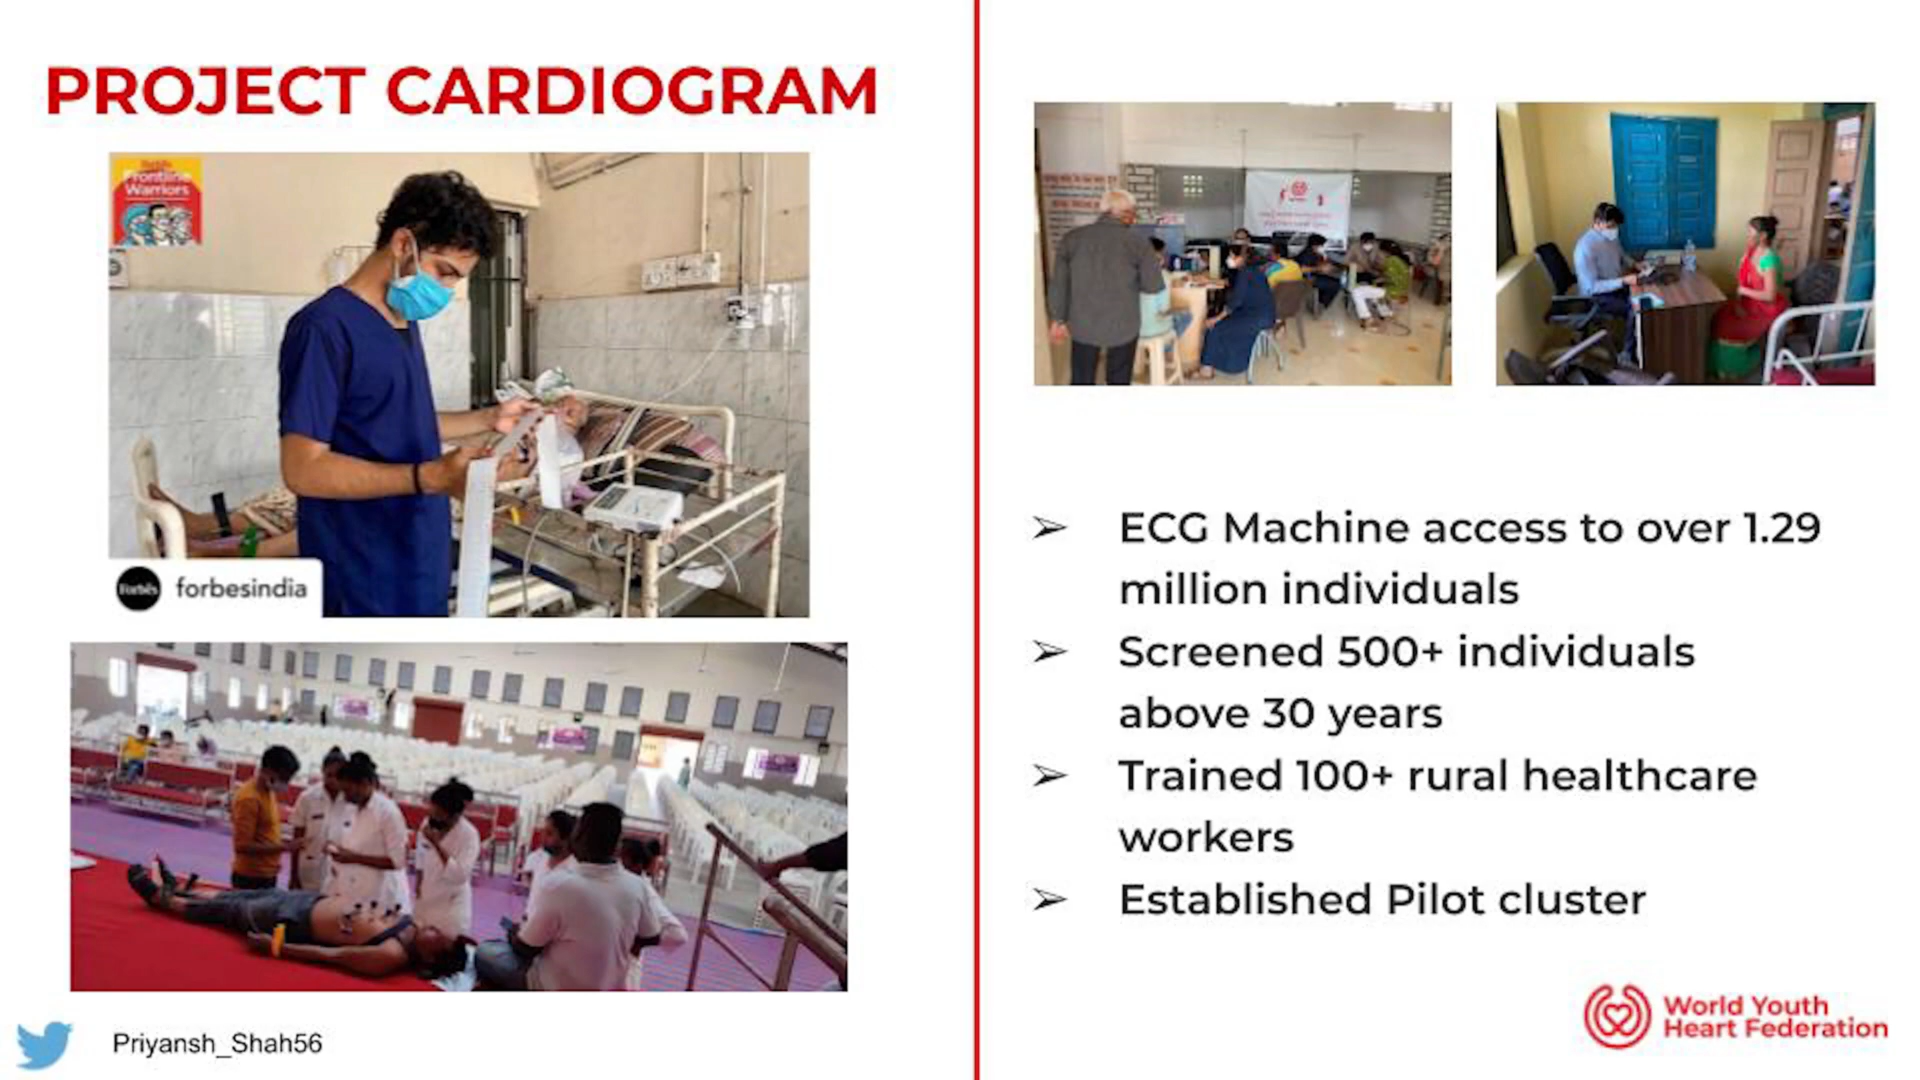 PROJECT CARDIOGRAM
Frontline
Warriors
Forbes
forbesindia
➢ ECG Machine access to over 1.29
million individuals
➢ Screened 500+ individuals
above 30 years
➢ Trained 100+ rural healthcare
workers
➢ Established Pilot cluster
Priyansh_Shah56
World Youth
Heart Federation